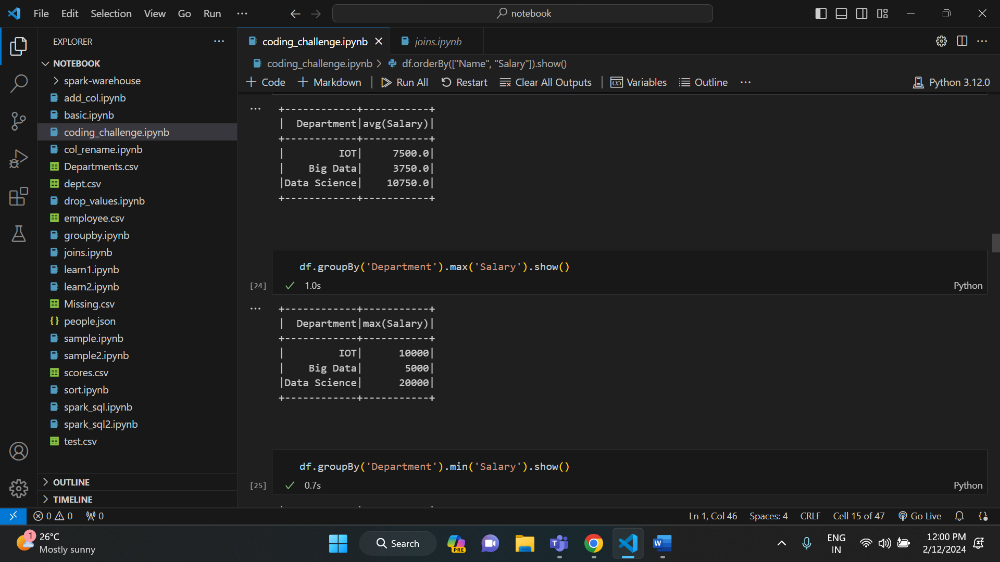 File Edit Selection View Go Run ··· notebook
EXPLORER ···
NOTEBOOK
spark-warehouse
add_col.ipynb
basic.ipynb
coding_challenge.ipynb
col_rename.ipynb
Departments.csv
dept.csv
drop_values.ipynb
employee.csv
groupby.ipynb
joins.ipynb
learn1.ipynb
learn2.ipynb
Missing.csv
people.json
sample.ipynb
sample2.ipynb
scores.csv
sort.ipynb
spark_sql.ipynb
spark_sql2.ipynb
test.csv
OUTLINE
TIMELINE
coding_challenge.ipynb joins.ipynb
coding_challenge.ipynb > df.orderBy(["Name", "Salary"]).show()
+ Code + Markdown | Run All Restart Clear All Outputs | Variables Outline ··· Python 3.12.0
+------------+-----------+
|  Department|avg(Salary)|
+------------+-----------+
|         IOT|     7500.0|
|    Big Data|     3750.0|
|Data Science|    10750.0|
+------------+-----------+
df.groupBy('Department').max('Salary').show()
[24] 1.0s Python
+------------+-----------+
|  Department|max(Salary)|
+------------+-----------+
|         IOT|      10000|
|    Big Data|       5000|
|Data Science|      20000|
+------------+-----------+
df.groupBy('Department').min('Salary').show()
[25] 0.7s Python
0 0 0 Ln 1, Col 46 Spaces: 4 CRLF Cell 15 of 47 Go Live
1 26°C
Mostly sunny
Search
PRE
T
W
ENG
IN
12:00 PM
2/12/2024